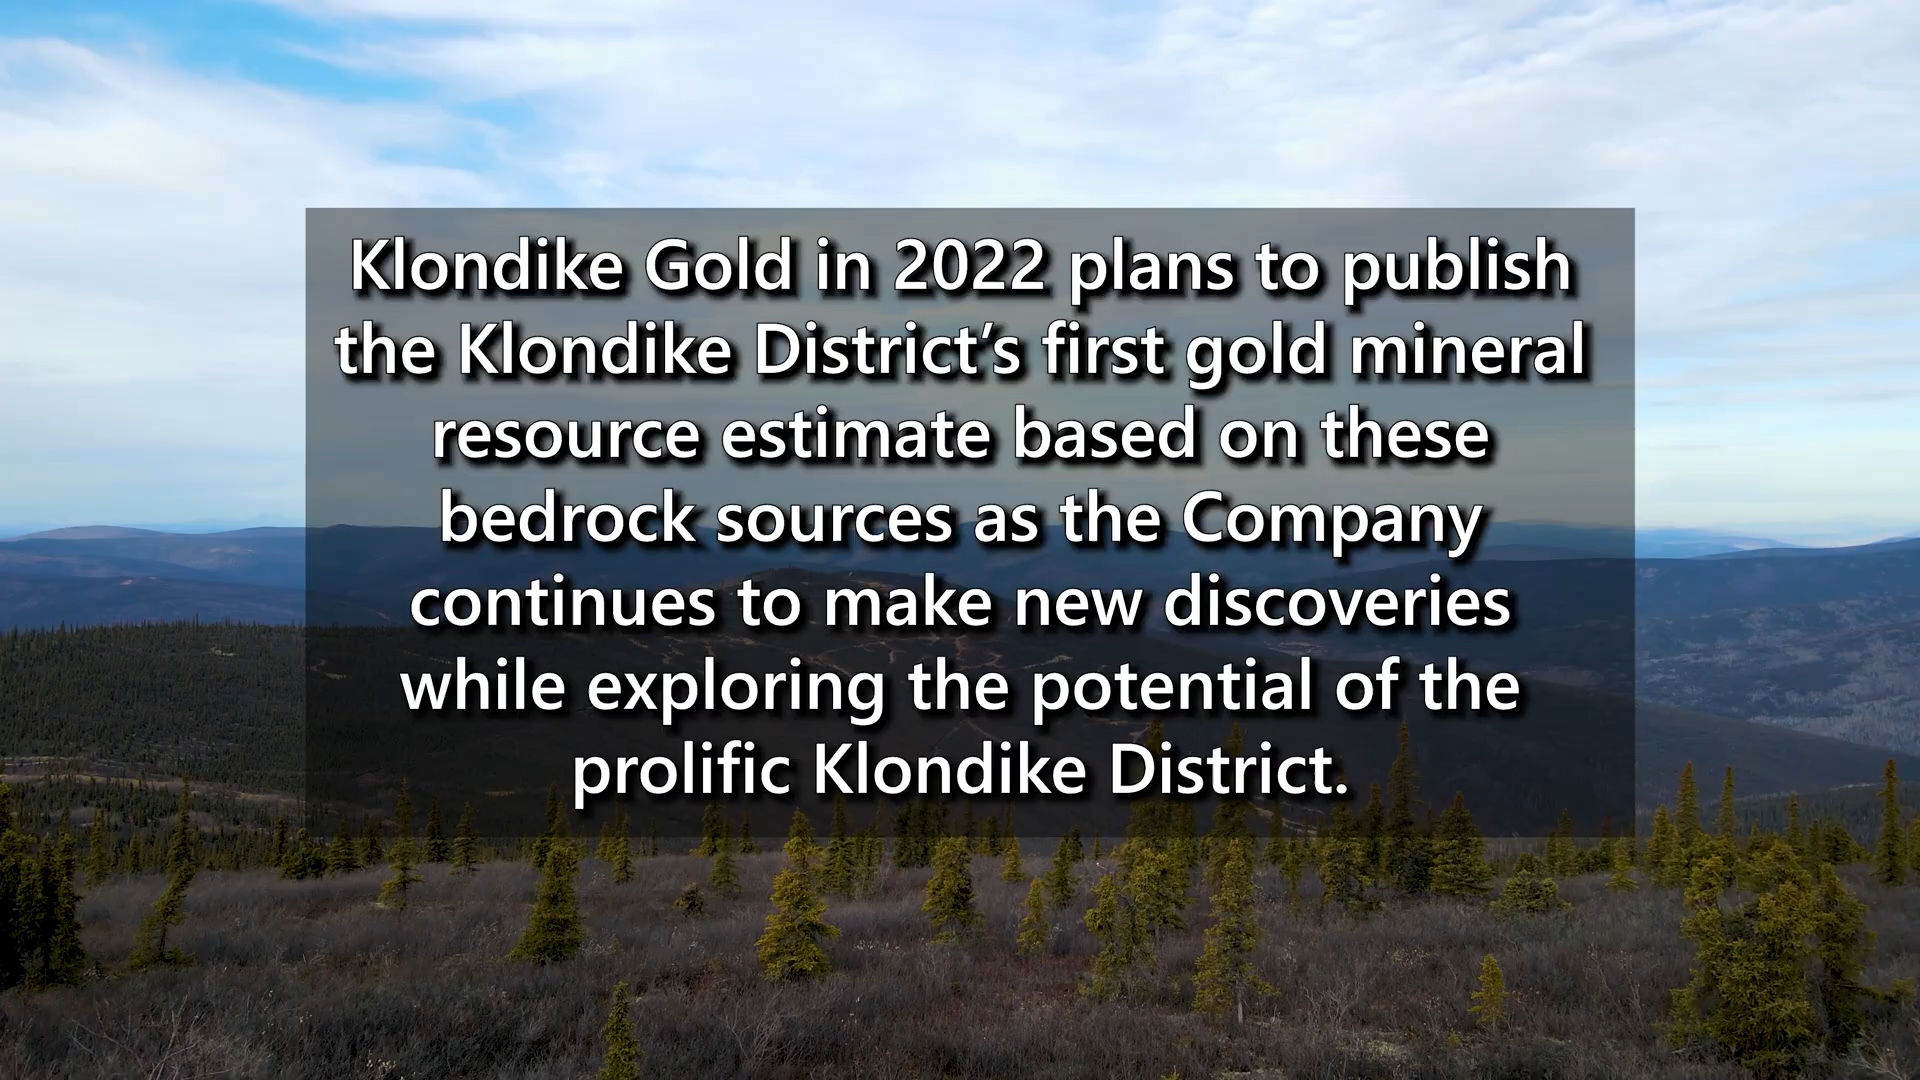 Klondike Gold in 2022 plans to publish
the Klondike District’s first gold mineral
resource estimate based on these
bedrock sources as the Company
continues to make new discoveries
while exploring the potential of the
prolific Klondike District.